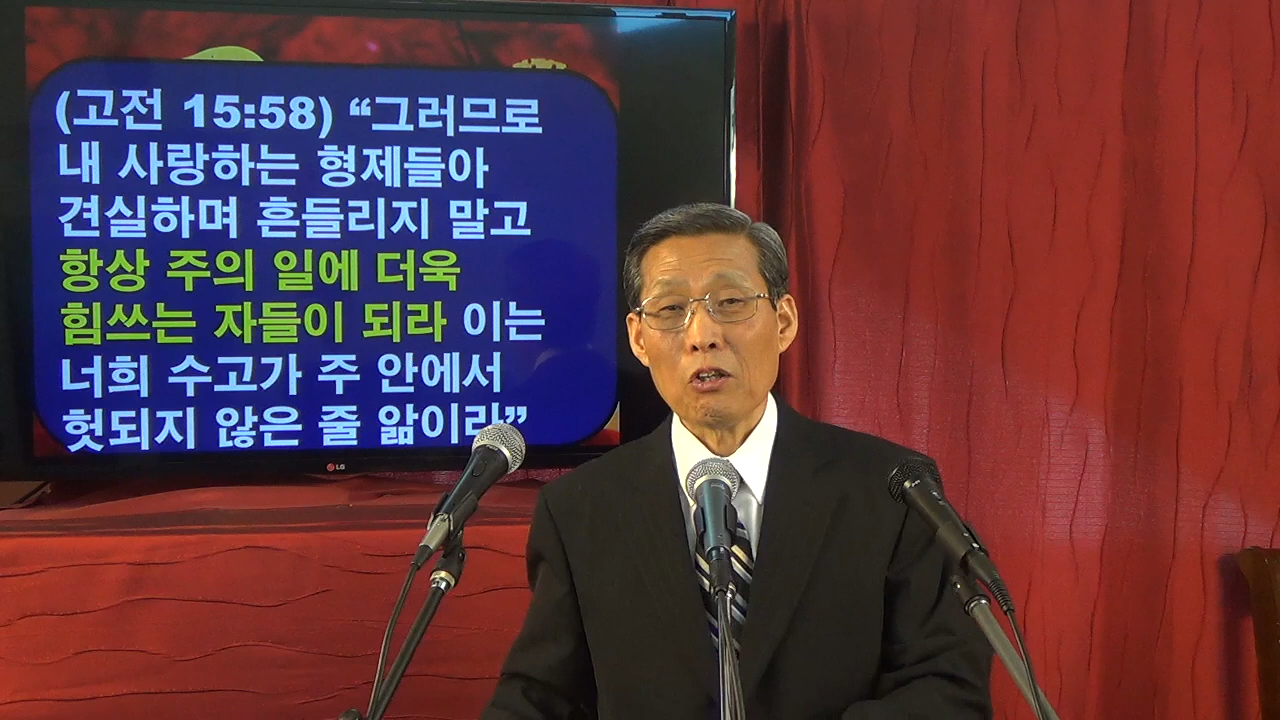 (고전 15:58) “그러므로
내 사랑하는 형제들아
견실하며 흔들리지 말고
항상 주의 일에 더욱
힘쓰는 자들이 되라 이는
너희 수고가 주 안에서
헛되지 않은 줄 앎이라”
LG